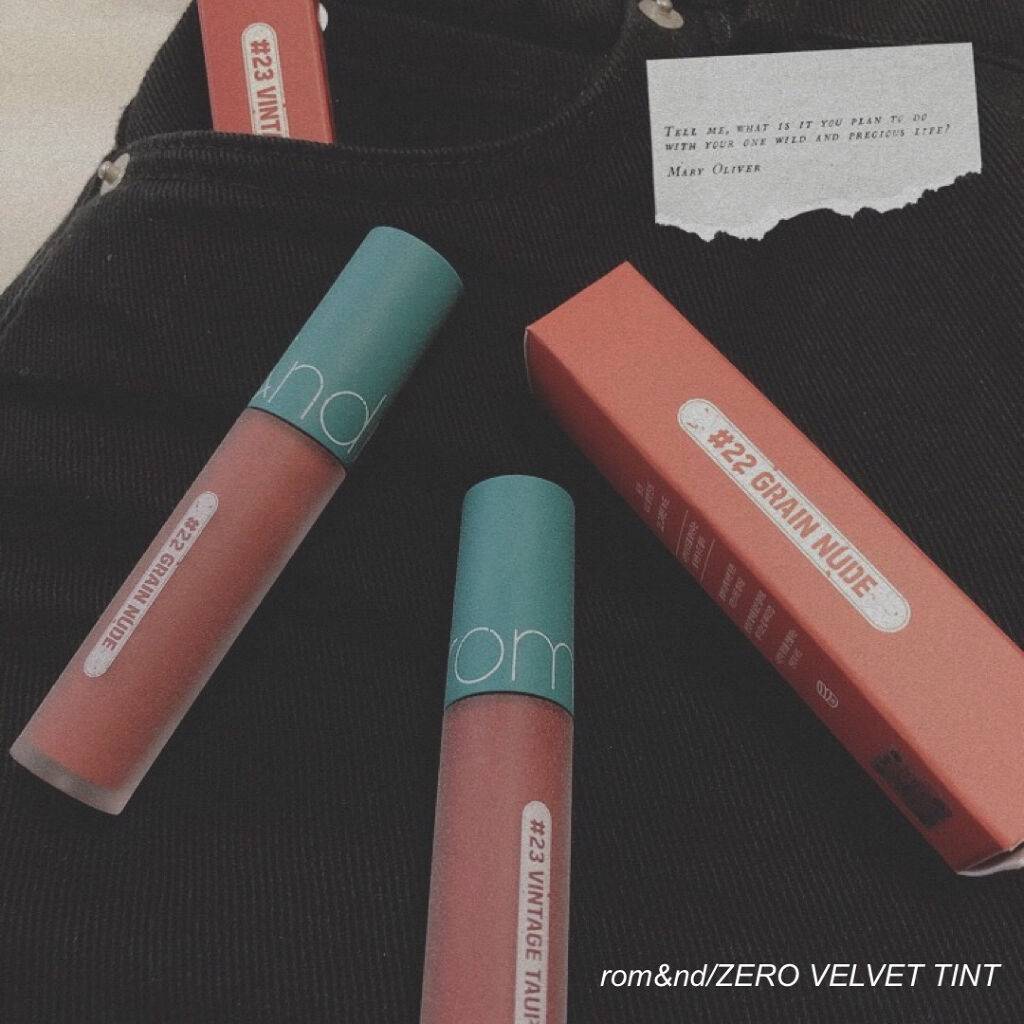 #23 VINT
TELL ME, WHAT IS IT YOU PLAN TO DO
WITH YOUR ONE WILD AND PRECIOUS LIFE?
MARY OLIVER
&nd
#22 GRAIN NUDE
#22 GRAIN NUDE
rom
#23 VINTAGE TAUP
rom&nd/ZERO VELVET TINT